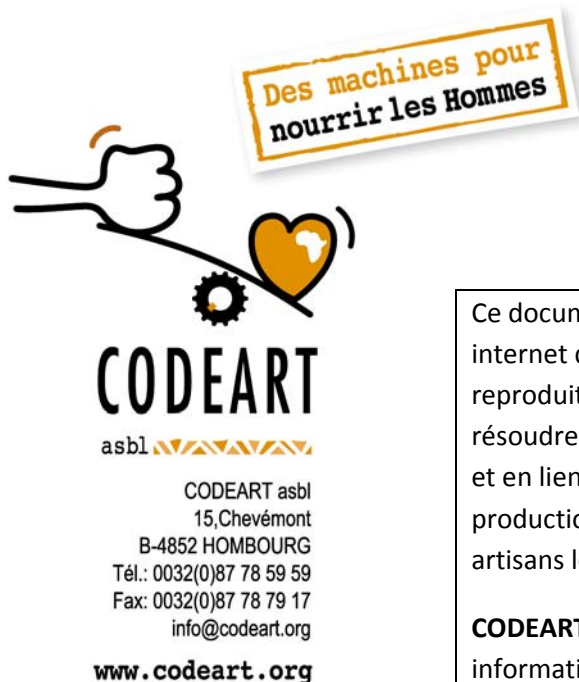 Des machines pour
nourrir les Hommes
CODEART
asbl
CODEART asbl
15,Chevémont
B-4852 HOMBOURG
Tél.: 0032(0)87 78 59 59
Fax: 0032(0)87 78 79 17
info@codeart.org
www.codeart.org
Ce docum
internet
reproduit
résoudre
et en lien
productio
artisans l
CODEART
informati